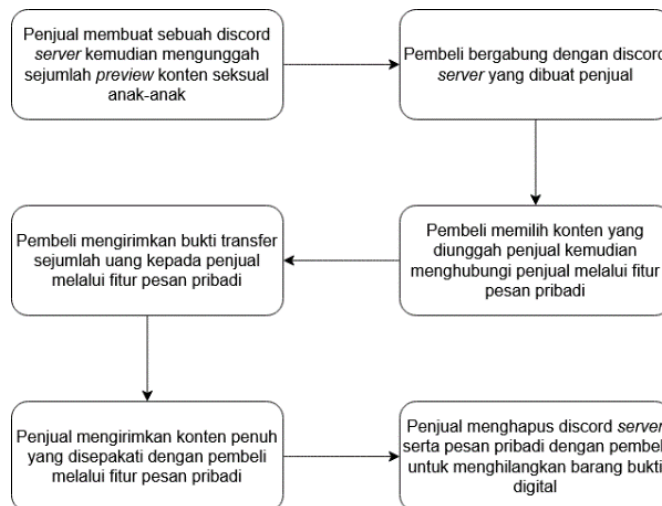 Penjual membuat sebuah discord
server kemudian mengunggah
sejumlah preview konten seksual
anak-anak
Pembeli bergabung dengan discord
server yang dibuat penjual
Pembeli memilih konten yang
diunggah penjual kemudian
menghubungi penjual melalui fitur
pesan pribadi
Pembeli mengirimkan bukti transfer
sejumlah uang kepada penjual
melalui fitur pesan pribadi
Penjual mengirimkan konten penuh
yang disepakati dengan pembeli
melalui fitur pesan pribadi
Penjual menghapus discord server
serta pesan pribadi dengan pembeli
untuk menghilangkan barang bukti
digital